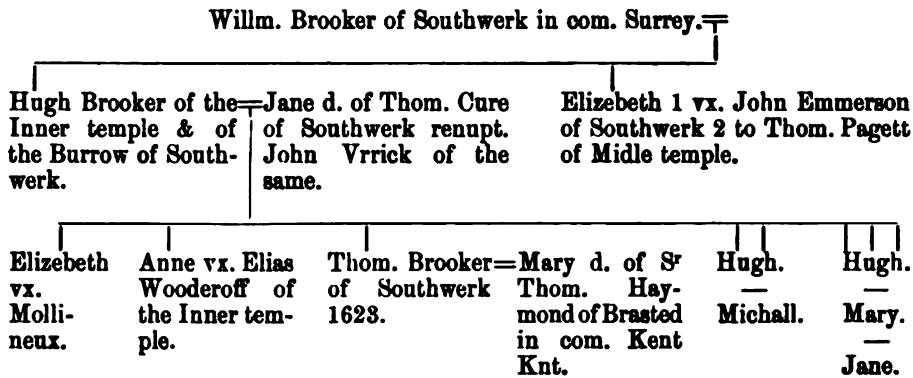 Willm. Brooker of Southwerk in com. Surrey.
Hugh Brooker of the
Inner temple & of
the Burrow of South-
werk.
Jane d. of Thom. Cure
of Southwerk renupt.
John Vrrick of the
same.
Elizebeth 1 vx. John Emmerson
of Southwerk 2 to Thom. Pagett
of Midle temple.
Elizebeth
vx.
Molli-
neux.
Anne vx. Elias
Wooderoff of
the Inner tem-
ple.
Thom. Brooker
of Southwerk
1623.
Mary d. of Sr
Thom. Hay-
mond of Brasted
in com. Kent
Knt.
Hugh.
—
Michall.
Hugh.
—
Mary.
—
Jane.